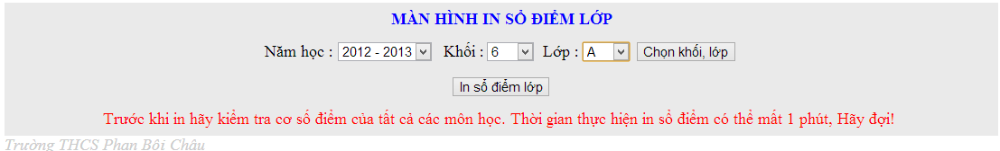 MÀN HÌNH IN SỔ ĐIỂM LỚP
Năm học : 2012 - 2013 Khối : 6 Lớp : A Chọn khối, lớp
In sổ điểm lớp
Trước khi in hãy kiểm tra cơ số điểm của tất cả các môn học. Thời gian thực hiện in sổ điểm có thể mất 1 phút, Hãy đợi!
Trường THCS Phan Bội Châu